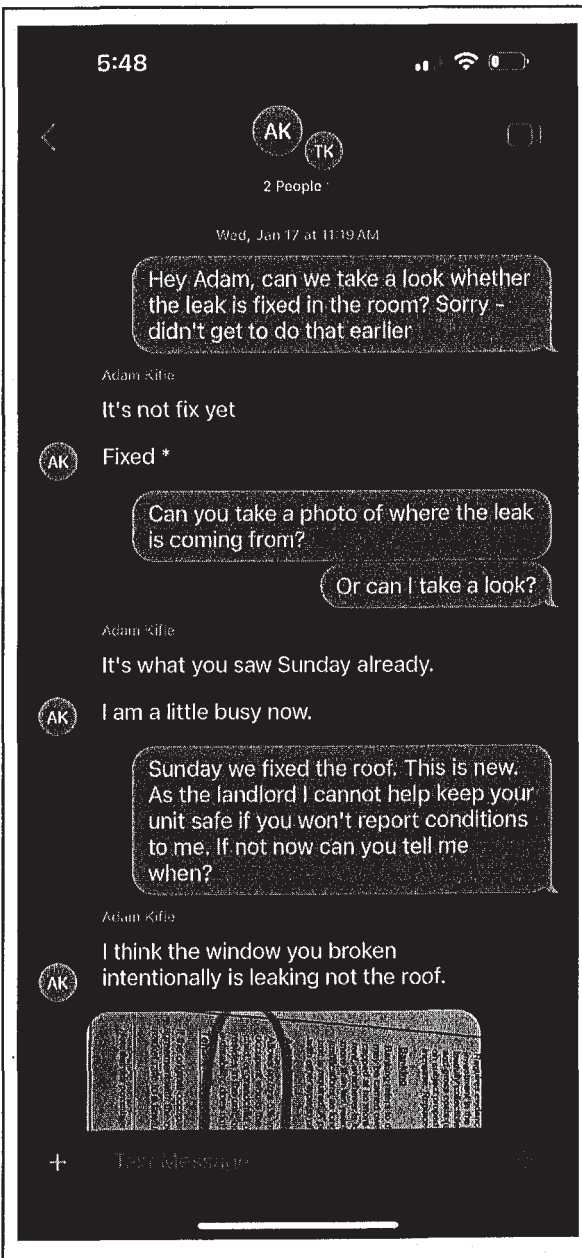 5:48
AK
TK
2 People
Wed, Jan 17 at 11:19 AM
Hey Adam, can we take a look whether
the leak is fixed in the room? Sorry -
didn't get to do that earlier
Adam Kifle
It's not fix yet
AK
Fixed *
Can you take a photo of where the leak
is coming from?
Or can I take a look?
Adam Kifle
It's what you saw Sunday already.
AK
I am a little busy now.
Sunday we fixed the roof. This is new.
As the landlord I cannot help keep your
unit safe if you won't report conditions
to me. If not now can you tell me
when?
Adam Kifle
I think the window you broken
AK
intentionally is leaking not the roof.
Text Message